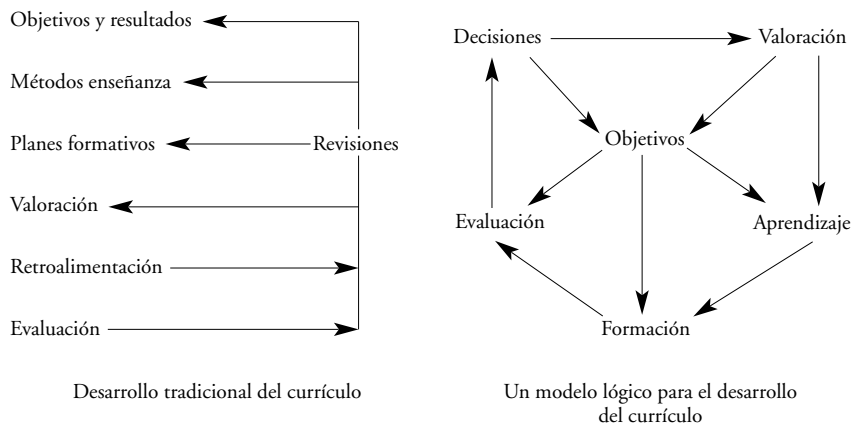 Objetivos y resultados
Métodos enseñanza
Planes formativos
Revisiones
Valoración
Retroalimentación
Evaluación
Desarrollo tradicional del currículo
Decisiones
Valoración
Objetivos
Evaluación
Aprendizaje
Formación
Un modelo lógico para el desarrollo
del currículo